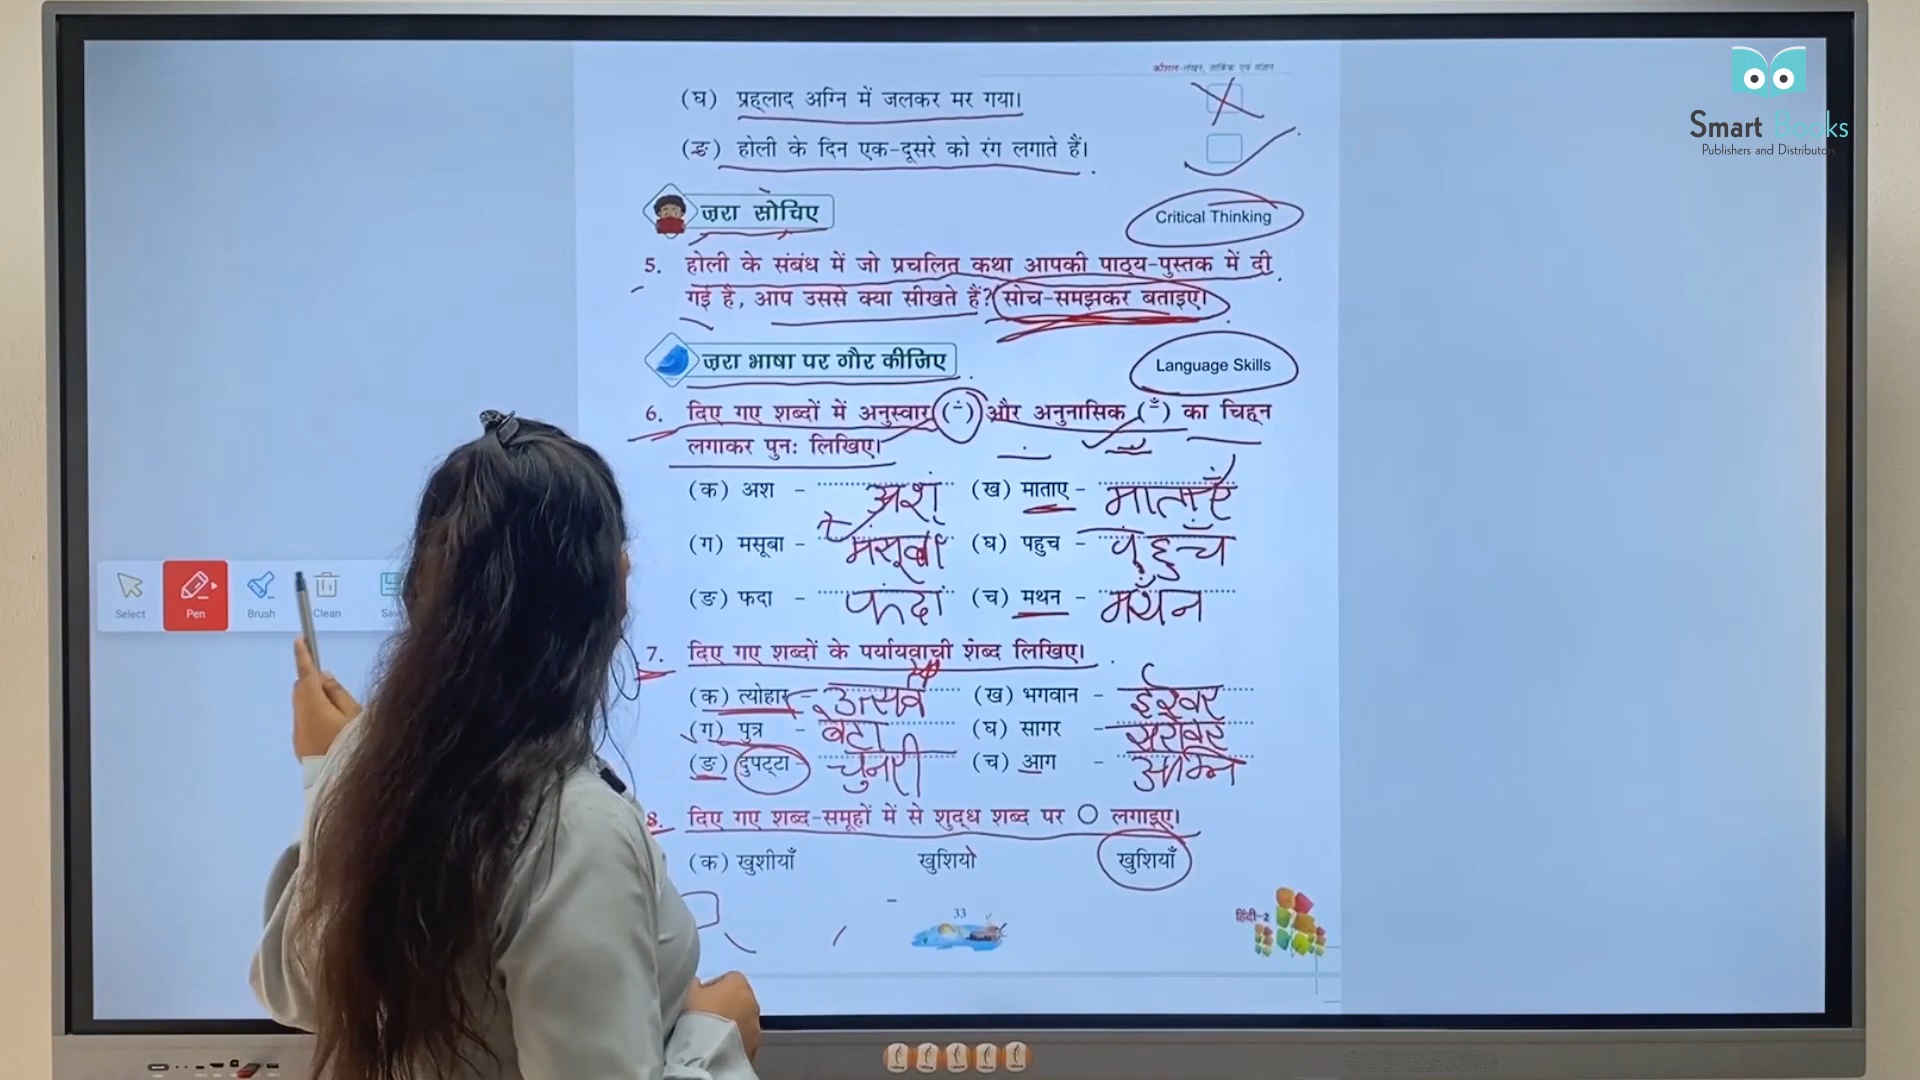 कौशल-लेखन, तार्किक एवं संज्ञान
(घ) प्रह्लाद अग्नि में जलकर मर गया।
(ङ) होली के दिन एक-दूसरे को रंग लगाते हैं।
ज़रा सोचिए
Critical Thinking
5. होली के संबंध में जो प्रचलित कथा आपकी पाठ्य-पुस्तक में दी
गई है, आप उससे क्या सीखते हैं? सोच-समझकर बताइए।
ज़रा भाषा पर गौर कीजिए
Language Skills
6. दिए गए शब्दों में अनुस्वार (ं) और अनुनासिक (ँ) का चिह्न
लगाकर पुनः लिखिए।
(क) अश - अशं (ख) माताए - माताएँ
(ग) मसूबा - मंसूबा (घ) पहुच - पहुँच
(ङ) फदा - फंदा (च) मथन - मँथन
7. दिए गए शब्दों के पर्यायवाची शब्द लिखिए।
(क) त्योहार - उत्सव (ख) भगवान - ईश्वर
(ग) पुत्र - बेटा (घ) सागर - सरोवर
(ङ) दुपट्टा - चुनरी (च) आग - अग्नि
8. दिए गए शब्द-समूहों में से शुद्ध शब्द पर ○ लगाइए।
(क) खुशीयाँ खुशियो खुशियाँ
33
हिंदी-2
Select Pen Brush Clean
Smart Books
Publishers and Distributors